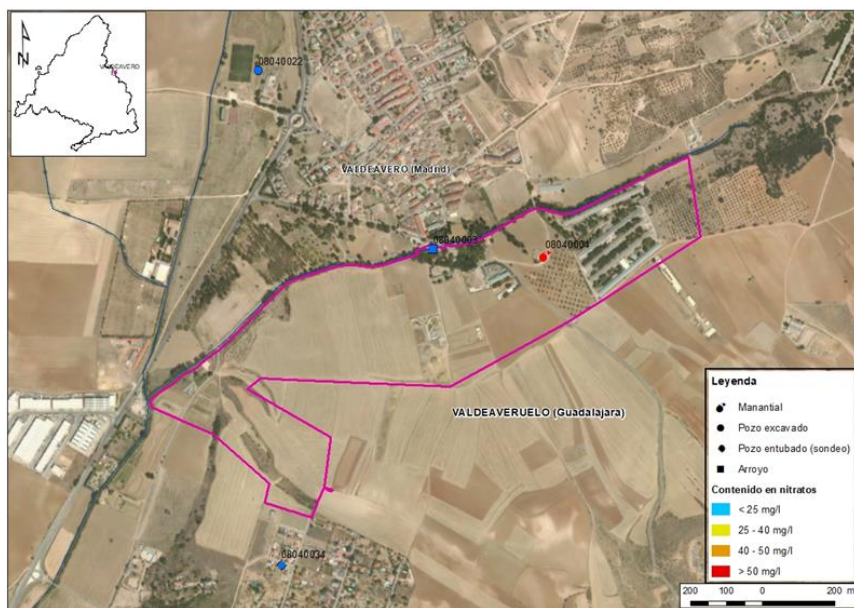 VALDEAVERO
08040022
VALDEAVERO (Madrid)
08040004
VALDEAVERUELO (Guadalajara)
08040034
Leyenda
Manantial
Pozo excavado
Pozo entubado (sondeo)
Arroyo
Contenido en nitratos
< 25 mg/l
25 - 40 mg/l
40 - 50 mg/l
> 50 mg/l
200 100 0 200 m